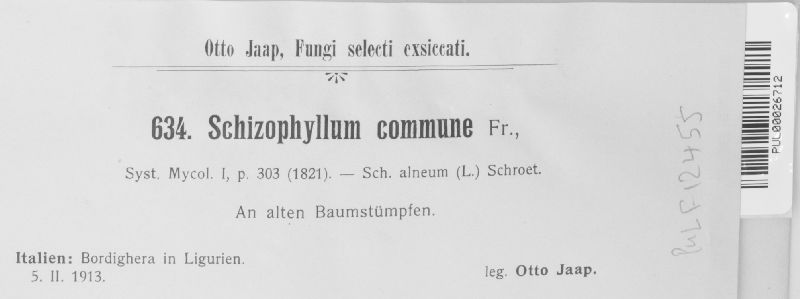 Otto Jaap, Fungi selecti exsiccati.
634. Schizophyllum commune Fr.,
Syst. Mycol. I, p. 303 (1821). — Sch. alneum (L.) Schroet.
An alten Baumstümpfen.
Italien: Bordighera in Ligurien.
5. II. 1913.
leg. Otto Jaap.
PUL F12455
PUL00026712